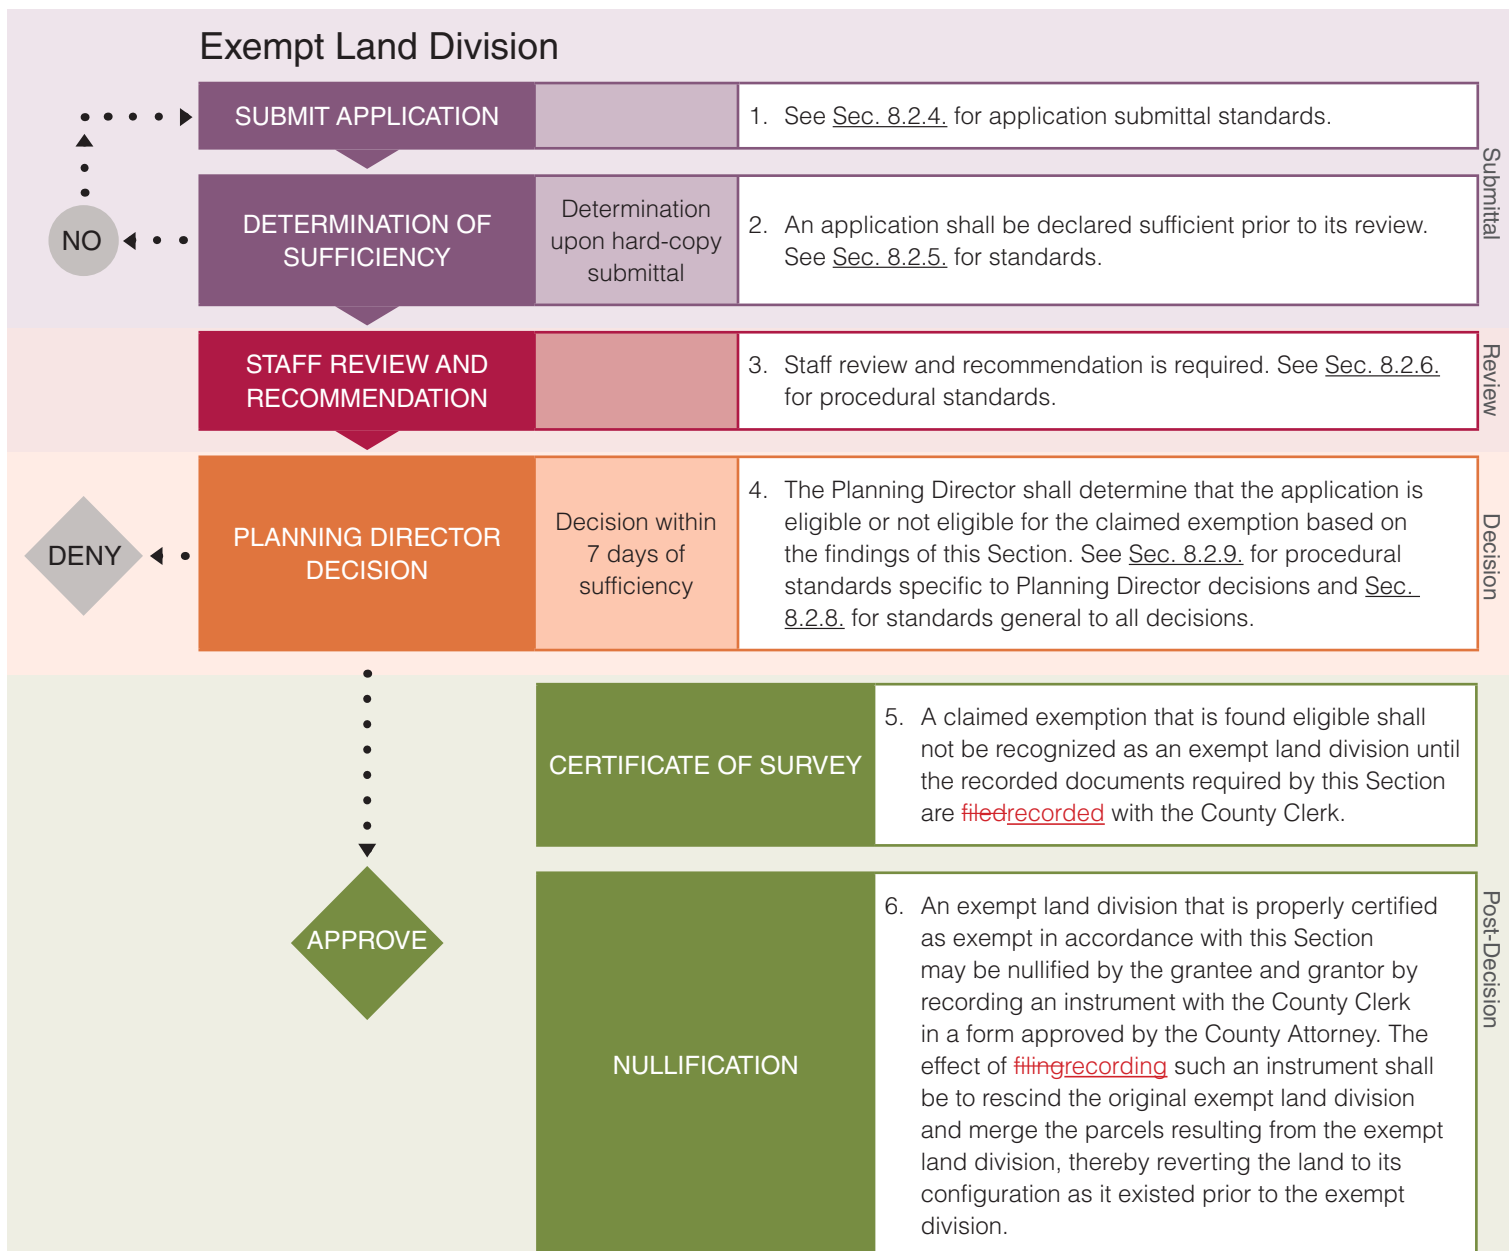 Exempt Land Division
SUBMIT APPLICATION
1. See Sec. 8.2.4. for application submittal standards.
Submittal
NO
DETERMINATION OF
SUFFICIENCY
Determination
upon hard-copy
submittal
2. An application shall be declared sufficient prior to its review.
See Sec. 8.2.5. for standards.
STAFF REVIEW AND
RECOMMENDATION
3. Staff review and recommendation is required. See Sec. 8.2.6.
for procedural standards.
Review
DENY
PLANNING DIRECTOR
DECISION
Decision within
7 days of
sufficiency
4. The Planning Director shall determine that the application is
eligible or not eligible for the claimed exemption based on
the findings of this Section. See Sec. 8.2.9. for procedural
standards specific to Planning Director decisions and Sec.
8.2.8. for standards general to all decisions.
Decision
CERTIFICATE OF SURVEY
5. A claimed exemption that is found eligible shall
not be recognized as an exempt land division until
the recorded documents required by this Section
are filedrecorded with the County Clerk.
APPROVE
NULLIFICATION
6. An exempt land division that is properly certified
as exempt in accordance with this Section
may be nullified by the grantee and grantor by
recording an instrument with the County Clerk
in a form approved by the County Attorney. The
effect of filingrecording such an instrument shall
be to rescind the original exempt land division
and merge the parcels resulting from the exempt
land division, thereby reverting the land to its
configuration as it existed prior to the exempt
division.
Post-Decision